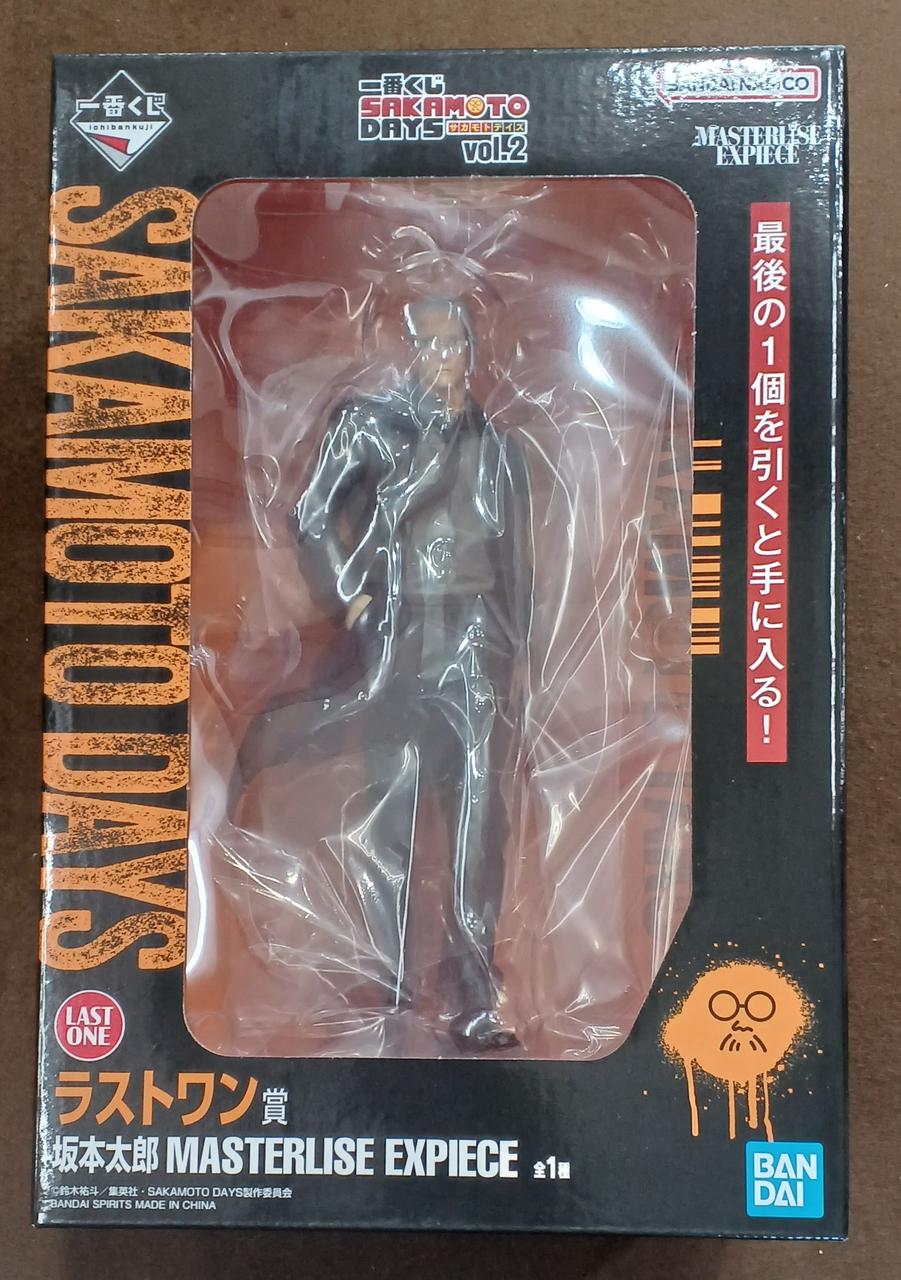 一番くじ
ichibankuji
一番くじ
SAKAMOTO
DAYS サカモトデイズ
vol.2
BANDAI NAMCO
MASTERLISE
EXPIECE
SAKAMOTO DAYS
最後の1個を引くと手に入る！
LAST
ONE
ラストワン賞
坂本太郎 MASTERLISE EXPIECE 全1種
©鈴木祐斗／集英社・SAKAMOTO DAYS製作委員会
BANDAI SPIRITS MADE IN CHINA
BAN
DAI